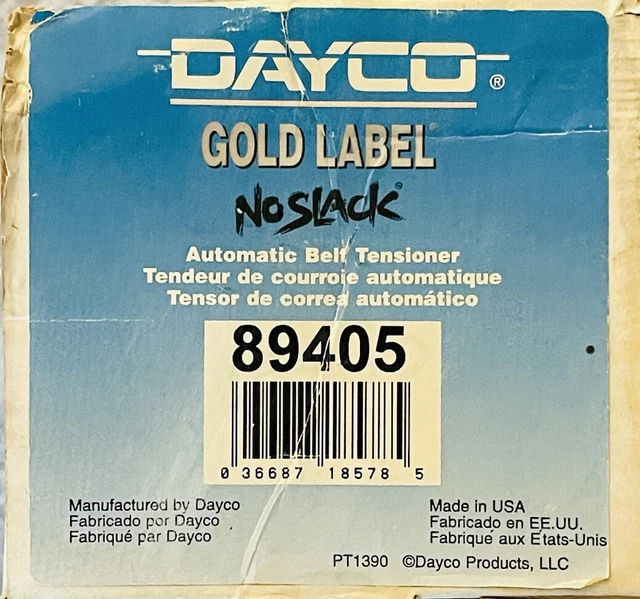 DAYCO®
GOLD LABEL®
NO SLACK®
Automatic Belt Tensioner
Tendeur de courroie automatique
Tensor de correa automático
89405
0 36687 18578 5
Manufactured by Dayco
Fabricado por Dayco
Fabriqué par Dayco
Made in USA
Fabricado en EE.UU.
Fabriqué aux États-Unis
PT1390 ©Dayco Products, LLC